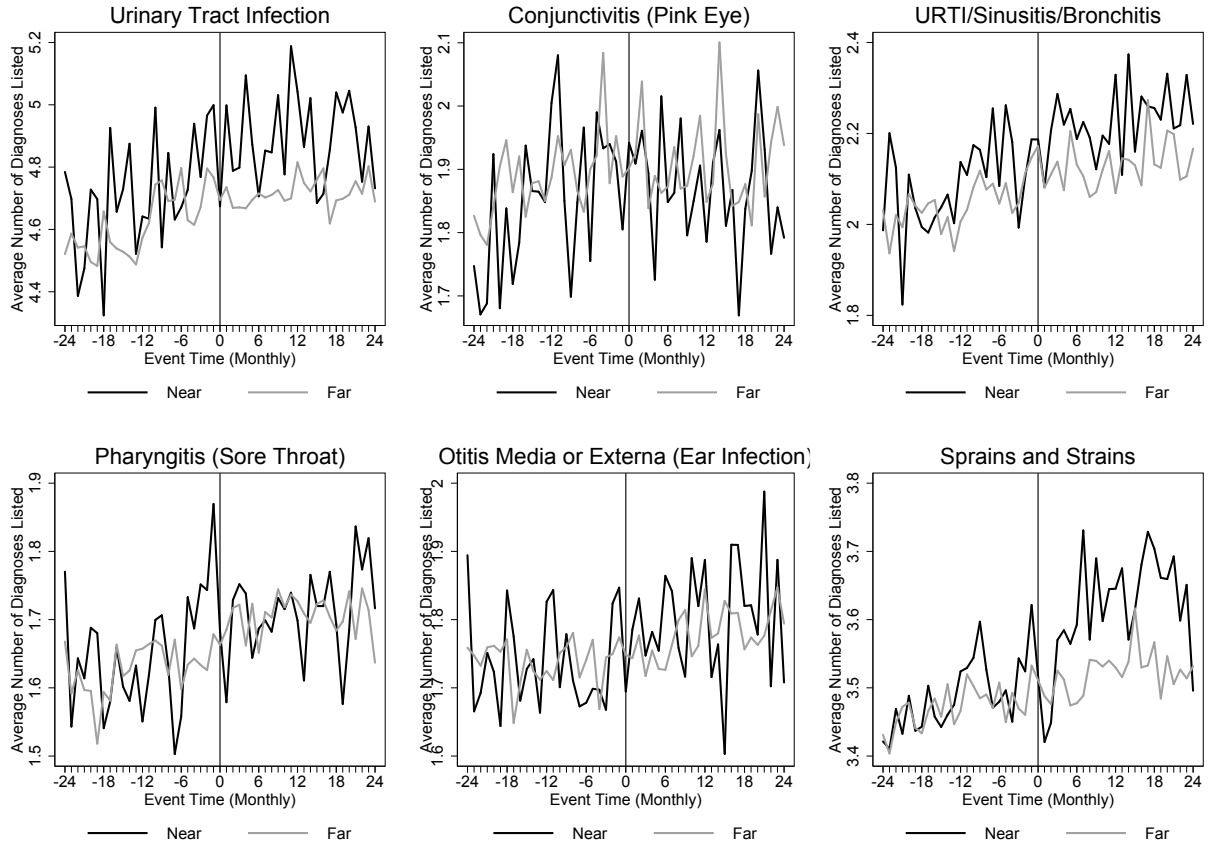 Urinary Tract Infection
Average Number of Diagnoses Listed
5.2
5
4.8
4.6
4.4
-24 -18 -12 -6 0 6 12 18 24
Event Time (Monthly)
Near Far
Conjunctivitis (Pink Eye)
Average Number of Diagnoses Listed
2.1
2
1.9
1.8
1.7
-24 -18 -12 -6 0 6 12 18 24
Event Time (Monthly)
Near Far
URTI/Sinusitis/Bronchitis
Average Number of Diagnoses Listed
2.4
2.2
2
1.8
-24 -18 -12 -6 0 6 12 18 24
Event Time (Monthly)
Near Far
Pharyngitis (Sore Throat)
Average Number of Diagnoses Listed
1.9
1.8
1.7
1.6
1.5
-24 -18 -12 -6 0 6 12 18 24
Event Time (Monthly)
Near Far
Otitis Media or Externa (Ear Infection)
Average Number of Diagnoses Listed
2
1.9
1.8
1.7
1.6
-24 -18 -12 -6 0 6 12 18 24
Event Time (Monthly)
Near Far
Sprains and Strains
Average Number of Diagnoses Listed
3.8
3.7
3.6
3.5
3.4
-24 -18 -12 -6 0 6 12 18 24
Event Time (Monthly)
Near Far